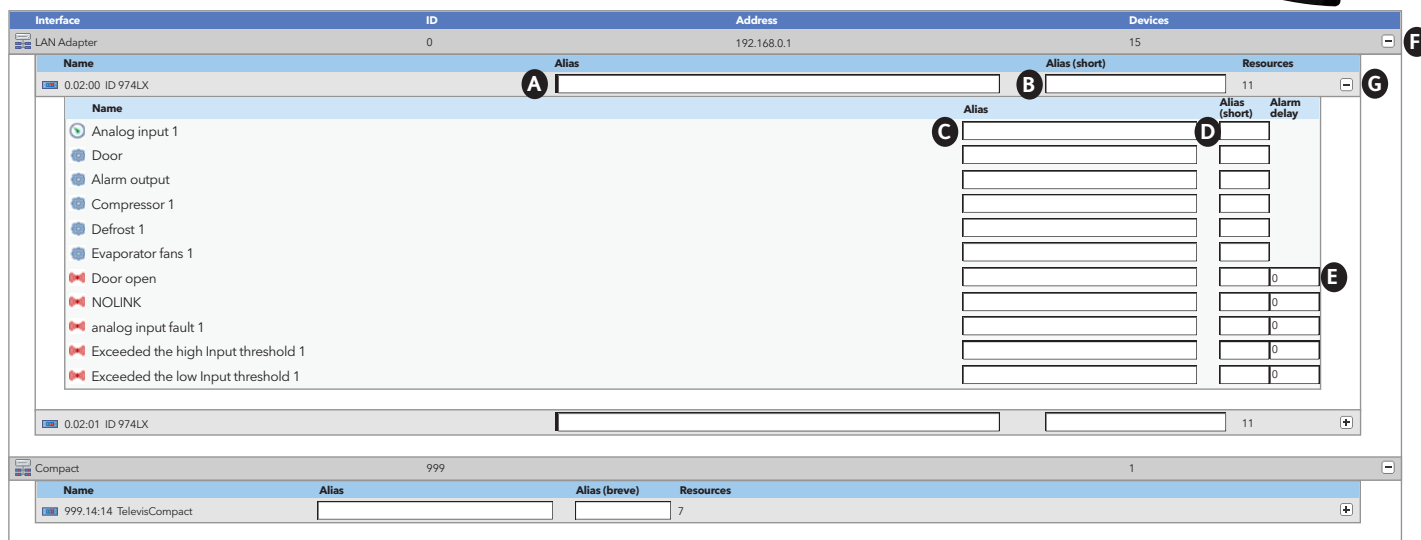 Interface ID Address Devices
LAN Adapter 0 192.168.0.1 15 F
Name Alias Alias (short) Resources
0.02:00 ID 974LX A B 11 G
Name Alias Alias (short) Alarm delay
Analog input 1 C D
Door
Alarm output
Compressor 1
Defrost 1
Evaporator fans 1
Door open 0 E
NOLINK 0
analog input fault 1 0
Exceeded the high Input threshold 1 0
Exceeded the low Input threshold 1 0
0.02:01 ID 974LX 11
Compact 999 1
Name Alias Alias (breve) Resources
999.14:14 TelevisCompact 7